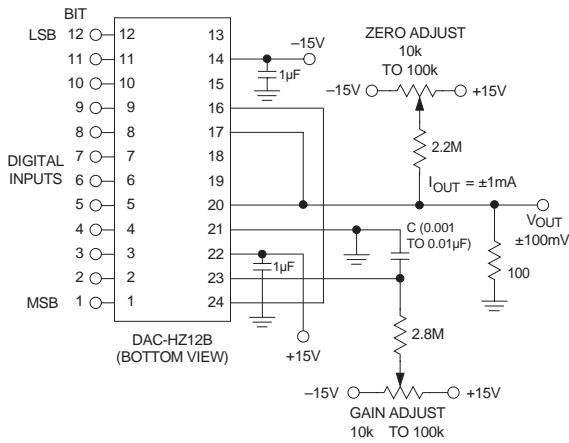 BIT
LSB 12 12 13
11 11 14 –15V
10 10 15 1µF
9 9 16
8 8 17
DIGITAL INPUTS
7 7 18
6 6 19
5 5 20
4 4 21
3 3 22 1µF
2 2 23
MSB 1 1 24
DAC-HZ12B
(BOTTOM VIEW)
+15V
ZERO ADJUST
10k
TO 100k
–15V +15V
2.2M
IOUT = ±1mA
VOUT
±100mV
C (0.001
TO 0.01µF)
100
2.8M
–15V +15V
GAIN ADJUST
10k TO 100k